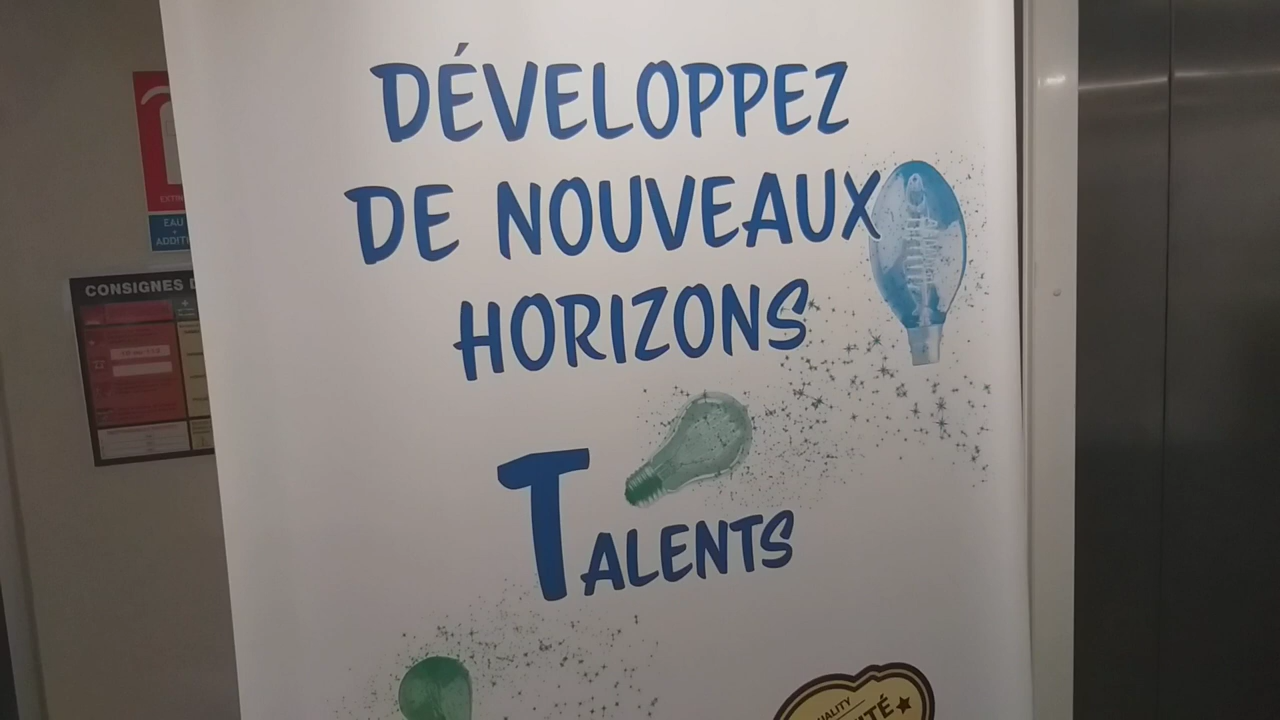 DÉVELOPPEZ
DE NOUVEAUX
HORIZONS
TALENTS
EAU
CONSIGNES